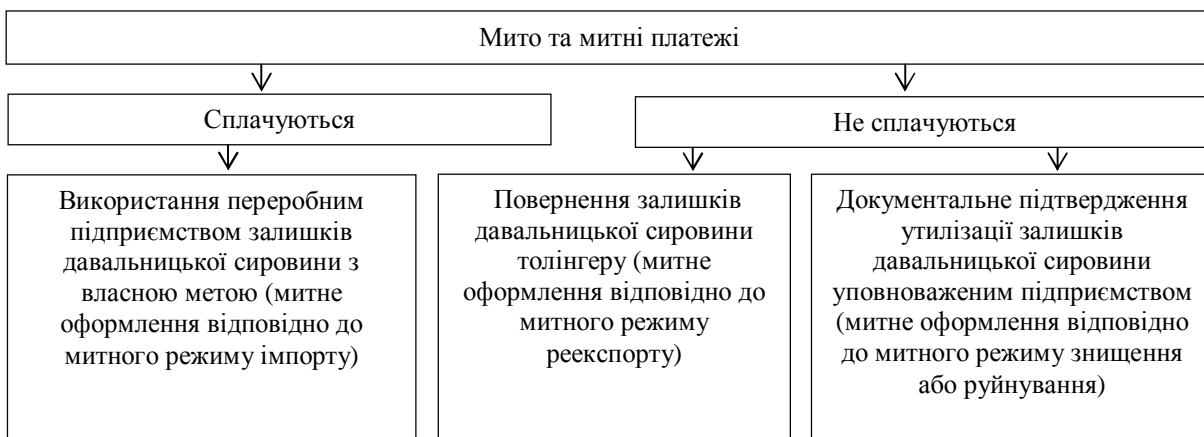 Мито та митні платежі
Сплачуються
Не сплачуються
Використання переробним
підприємством залишків
давальницької сировини з
власною метою (митне
оформлення відповідно до
митного режиму імпорту)
Повернення залишків
давальницької сировини
толінгеру (митне
оформлення відповідно до
митного режиму
реекспорту)
Документальне підтвердження
утилізації залишків
давальницької сировини
уповноваженим підприємством
(митне оформлення відповідно
до митного режиму знищення
або руйнування)